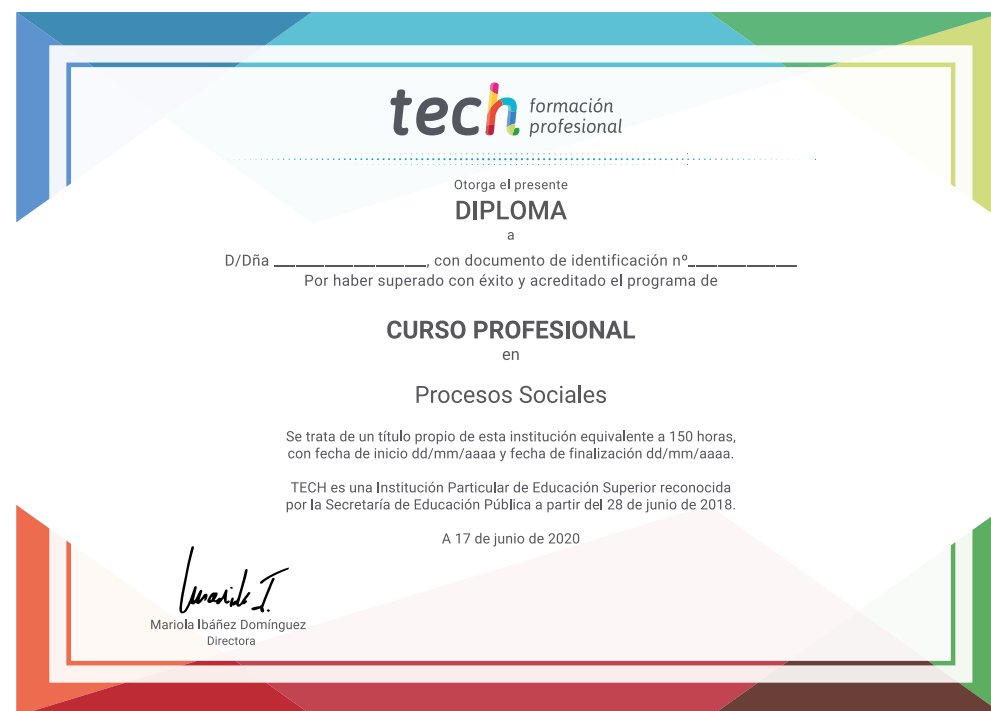 tech formación
profesional
Otorga el presente
DIPLOMA
a
D/Dña ____________________, con documento de identificación nº______________
Por haber superado con éxito y acreditado el programa de
CURSO PROFESIONAL
en
Procesos Sociales
Se trata de un título propio de esta institución equivalente a 150 horas,
con fecha de inicio dd/mm/aaaa y fecha de finalización dd/mm/aaaa.
TECH es una Institución Particular de Educación Superior reconocida
por la Secretaría de Educación Pública a partir del 28 de junio de 2018.
A 17 de junio de 2020
Mariola Ibáñez Domínguez
Directora